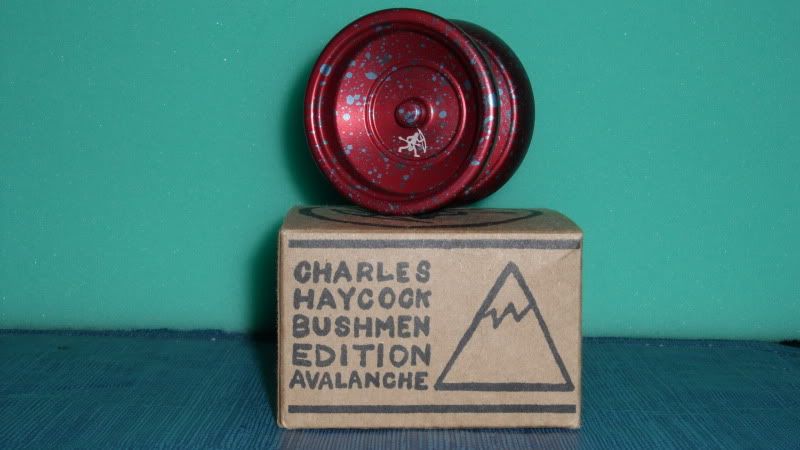 CHARLES
HAYCOCK
BUSHMEN
EDITION
AVALANCHE